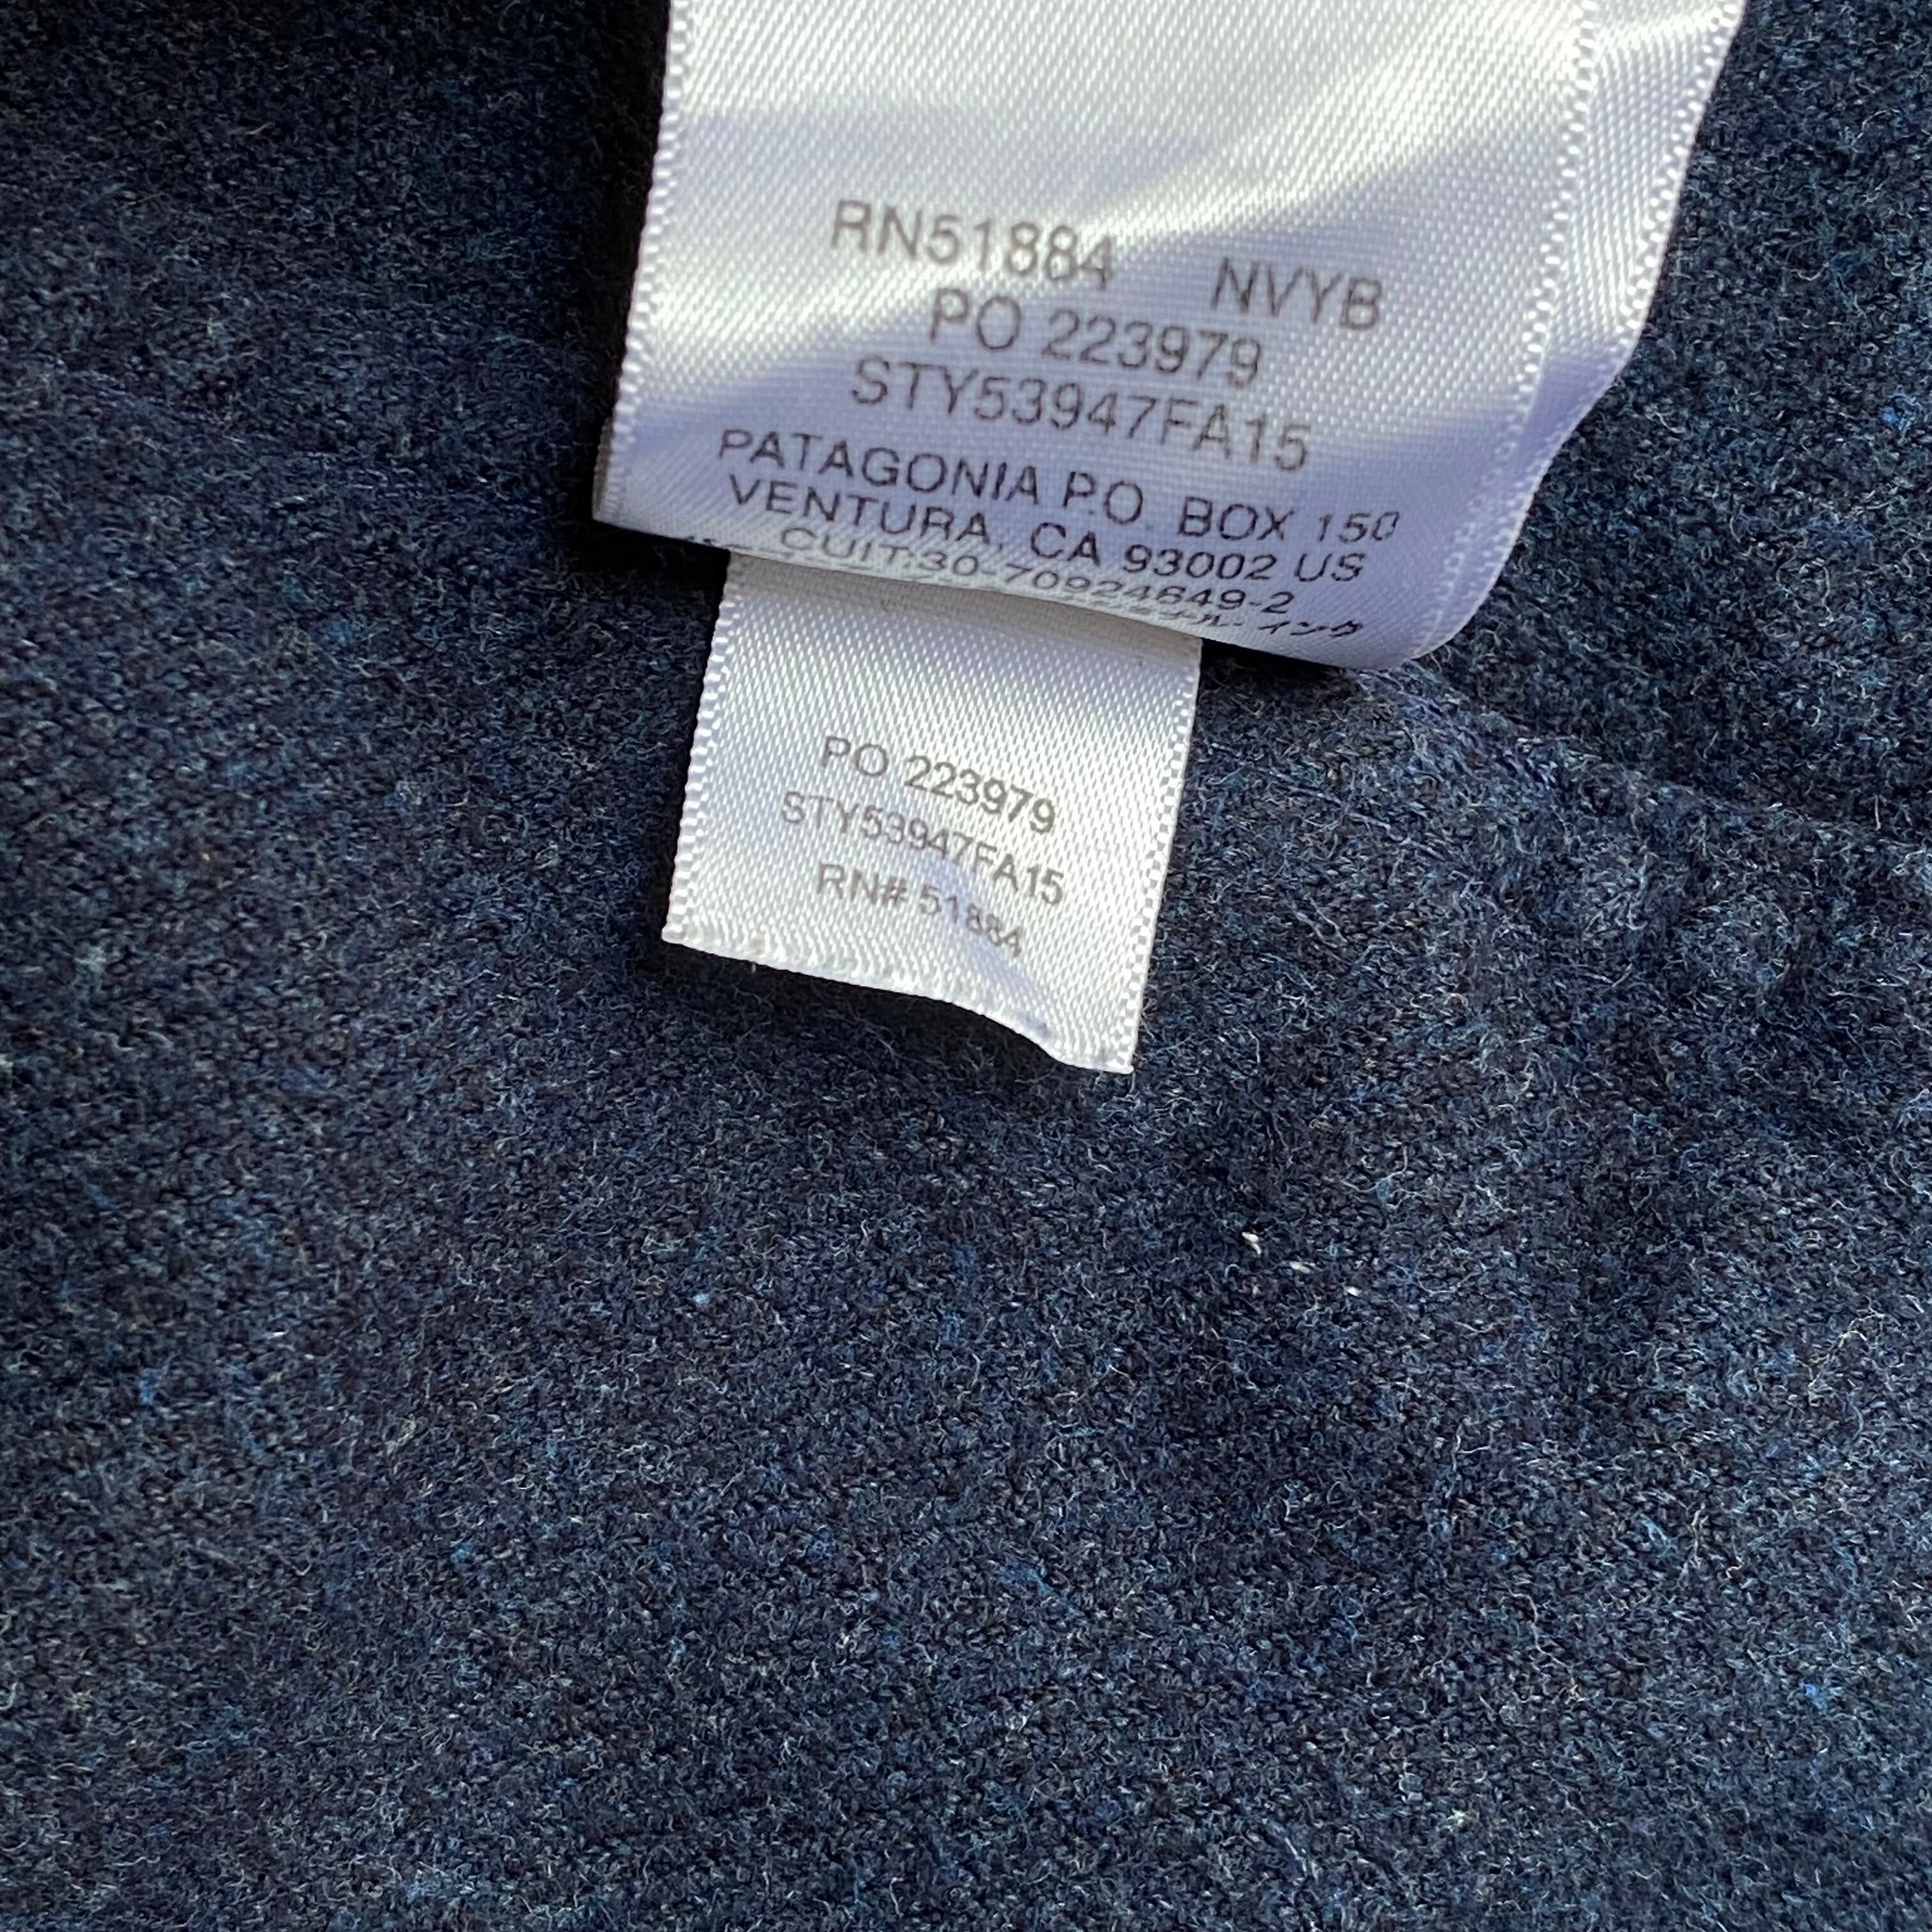 RN51884 NVYB
PO 223979
STY53947FA15
PATAGONIA P.O. BOX 150
VENTURA, CA 93002 US
CUIT:30-70924649-2
PO 223979
STY53947FA15
RN# 51884